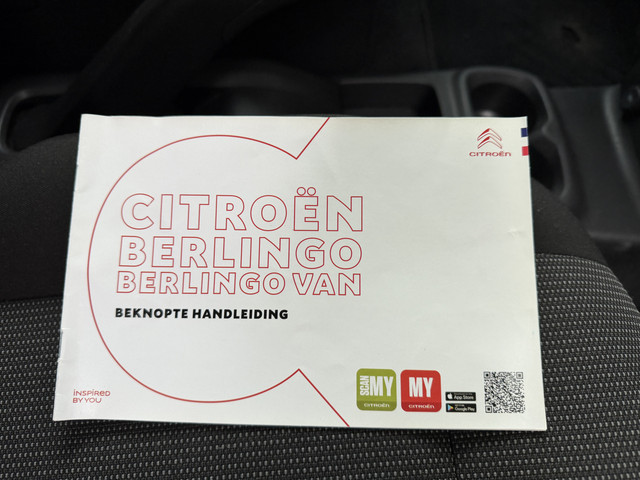 CITROËN
CITROËN
BERLINGO
BERLINGO VAN
BEKNOPTE HANDLEIDING
INSPIRED
BY YOU
SCAN MY
CITROËN
MY
CITROËN
App Store
Google Play